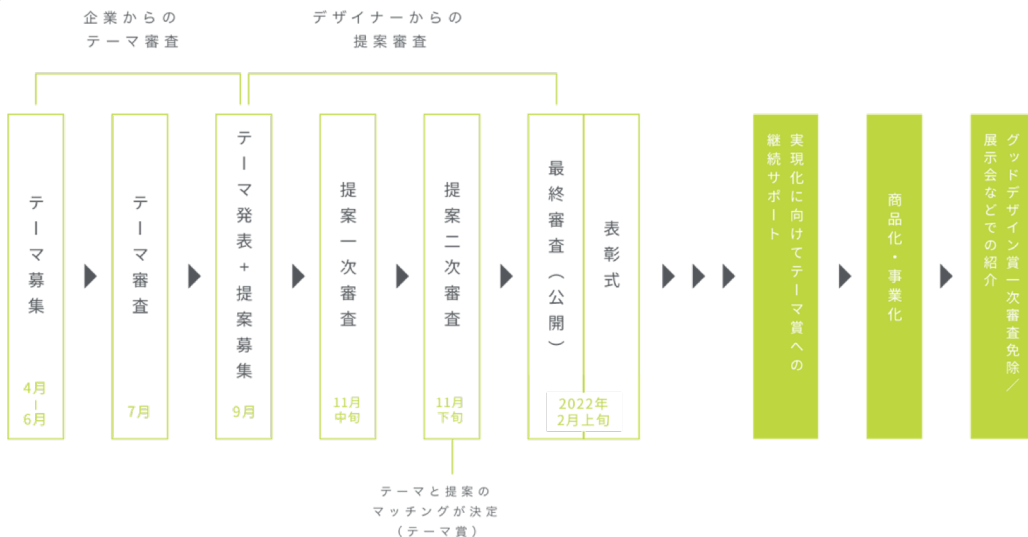 企業からの
テーマ審査
デザイナーからの
提案審査
テーマ募集
4月
|
6月
テーマ審査
7月
テーマ発表+提案募集
9月
提案一次審査
11月
中旬
提案二次審査
11月
下旬
最終審査（公開）
表彰式
2022年
2月上旬
実現化に向けてテーマ賞への
継続サポート
商品化・事業化
グッドデザイン賞一次審査免除／
展示会などでの紹介
テーマと提案の
マッチングが決定
（テーマ賞）